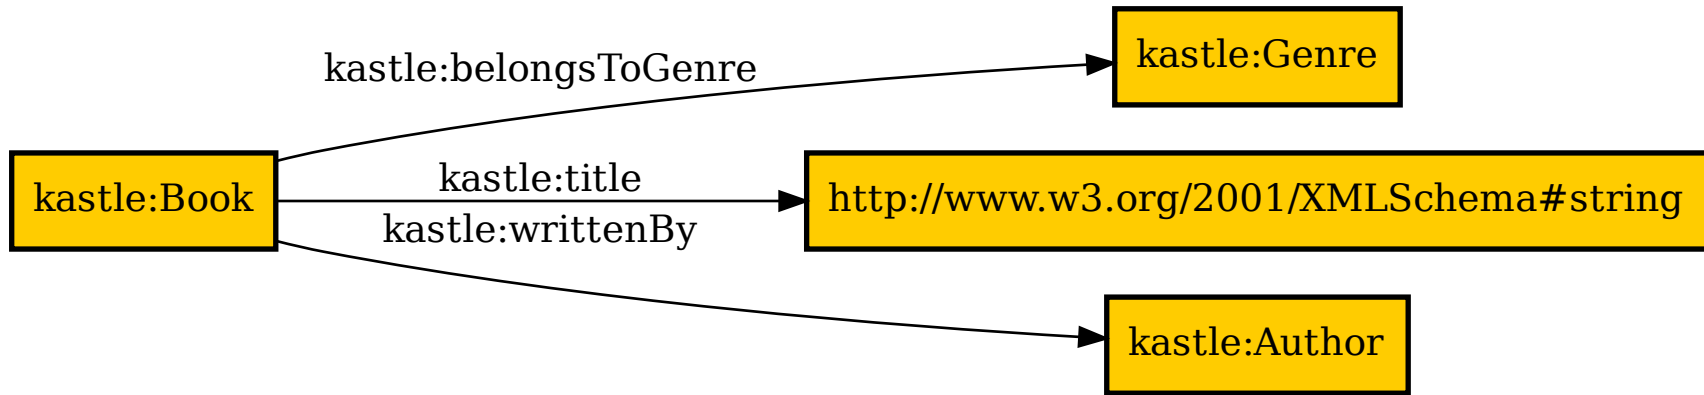 kastle:belongsToGenre
kastle:Genre
kastle:Book
kastle:title
http://www.w3.org/2001/XMLSchema#string
kastle:writtenBy
kastle:Author